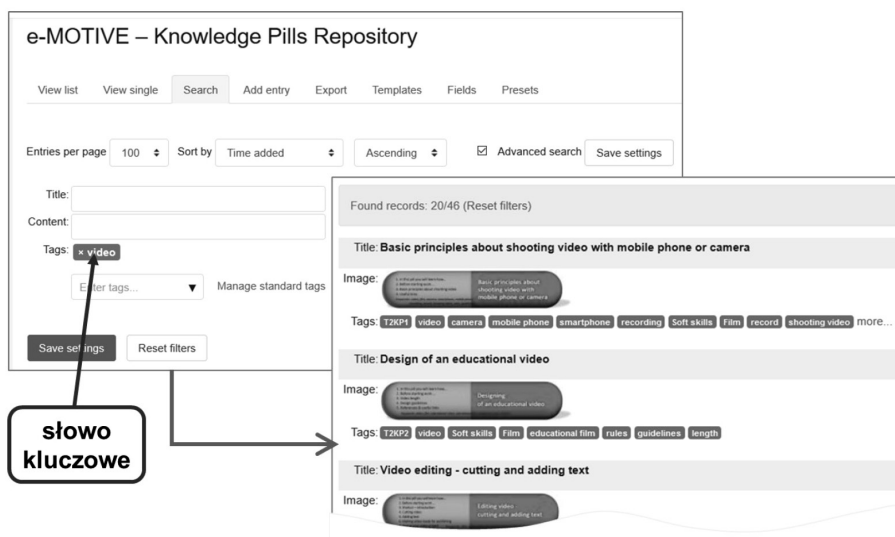 e-MOTIVE – Knowledge Pills Repository
View list View single Search Add entry Export Templates Fields Presets
Entries per page 100 Sort by Time added Ascending Advanced search Save settings
Title:
Content:
Tags: × video
Enter tags... Manage standard tags
Save settings Reset filters
słowo
kluczowe
Found records: 20/46 (Reset filters)
Title: Basic principles about shooting video with mobile phone or camera
Image:
Basic principles about
shooting video with
mobile phone or camera
Tags: T2KP1 video camera mobile phone smartphone recording Soft skills Film record shooting video more...
Title: Design of an educational video
Image:
Designing
of an educational video
Tags: T2KP2 video Soft skills Film educational film rules guidelines length
Title: Video editing - cutting and adding text
Image:
Editing video
cutting and adding text